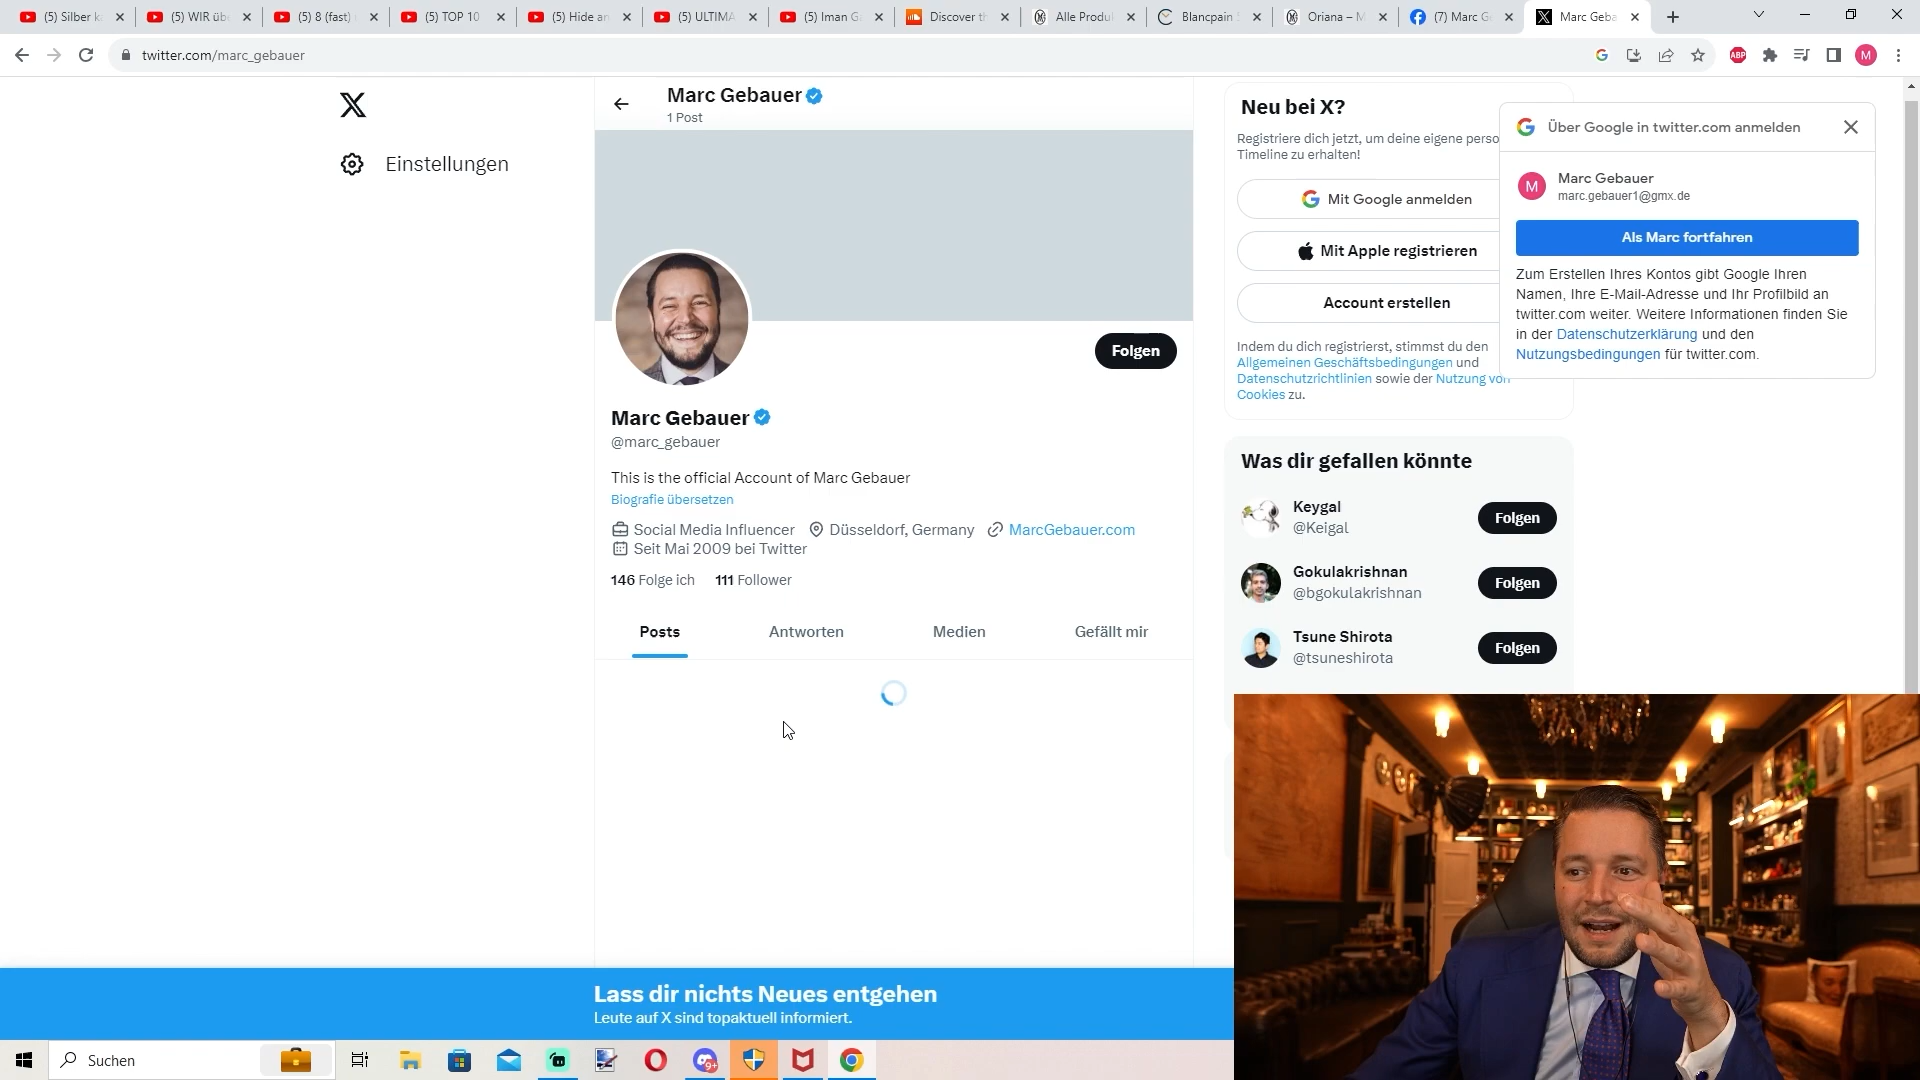 (5) Silber k
(5) WIR übe
(5) 8 (fast)
(5) TOP 10
(5) Hide an
(5) ULTIMA
(5) Iman G
Discover th
Alle Produk
Blancpain
Oriana – M
(7) Marc Ge
Marc Geba
twitter.com/marc_gebauer
ABP
M
Einstellungen
Marc Gebauer
1 Post
Folgen
Marc Gebauer
@marc_gebauer
This is the official Account of Marc Gebauer
Biografie übersetzen
Social Media Influencer Düsseldorf, Germany MarcGebauer.com
Seit Mai 2009 bei Twitter
146 Folge ich 111 Follower
Posts Antworten Medien Gefällt mir
Neu bei X?
Registriere dich jetzt, um deine eigene perso
Timeline zu erhalten!
Mit Google anmelden
Mit Apple registrieren
Account erstellen
Indem du dich registrierst, stimmst du den
Allgemeinen Geschäftsbedingungen und
Datenschutzrichtlinien sowie der Nutzung von
Cookies zu.
Über Google in twitter.com anmelden
M
Marc Gebauer
marc.gebauer1@gmx.de
Als Marc fortfahren
Zum Erstellen Ihres Kontos gibt Google Ihren
Namen, Ihre E-Mail-Adresse und Ihr Profilbild an
twitter.com weiter. Weitere Informationen finden Sie
in der Datenschutzerklärung und den
Nutzungsbedingungen für twitter.com.
Was dir gefallen könnte
Keygal
@Keigal
Folgen
Gokulakrishnan
@bgokulakrishnan
Folgen
Tsune Shirota
@tsuneshirota
Folgen
Lass dir nichts Neues entgehen
Leute auf X sind topaktuell informiert.
Suchen
9+